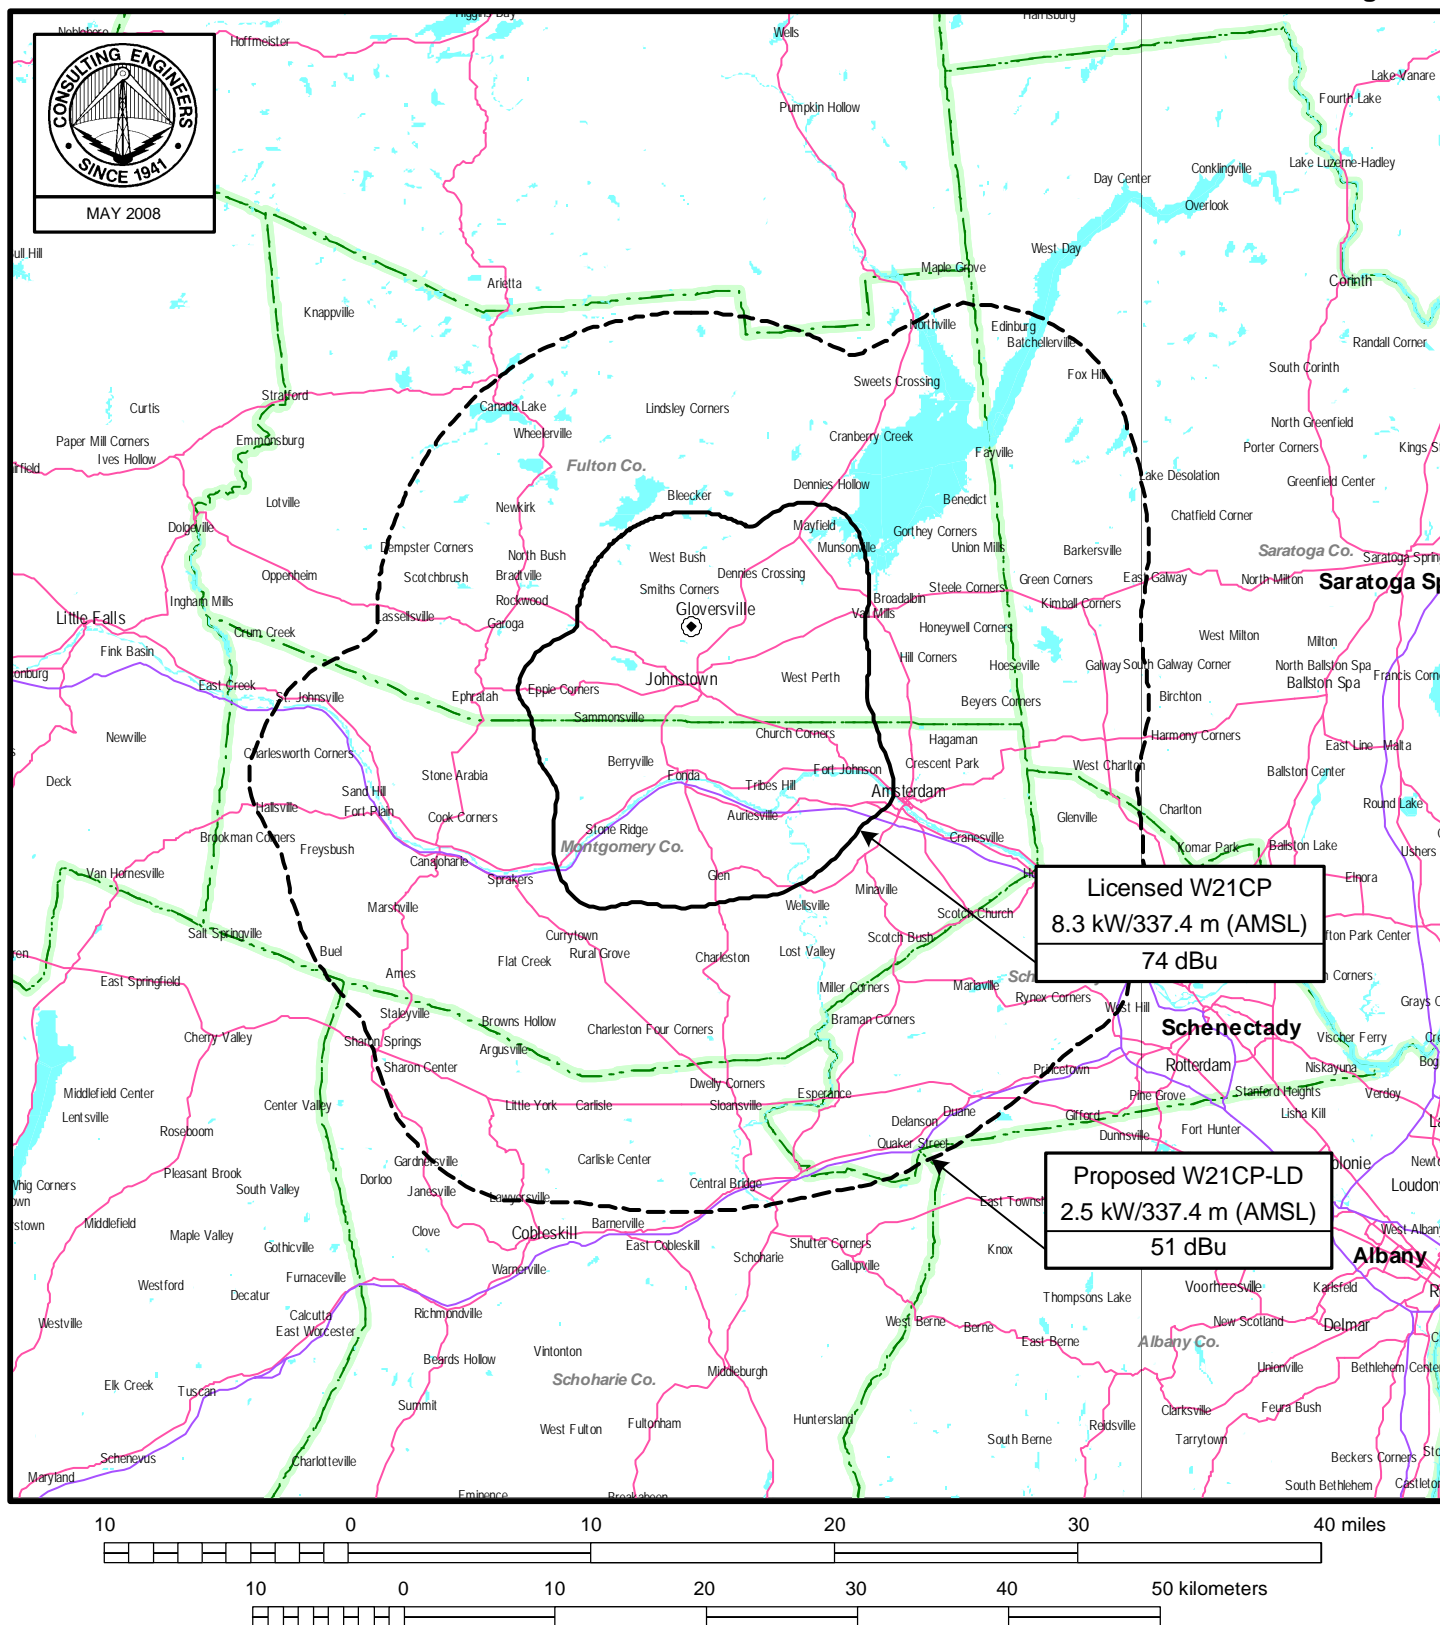 CONSULTING ENGINEERS
SINCE 1941
MAY 2008
Hoffmeister
Wells
Lake Vanare
Fourth Lake
Pumpkin Hollow
Lake Luzerne-Hadley
Conklingville
Day Center
Overlook
West Day
Maple Grove
Corinth
Arietta
Knappville
Northville
Edinburg
Batchellerville
Randall Corner
South Corinth
Fox Hill
Sweets Crossing
Stratford
Curtis
Canada Lake
Lindsley Corners
North Greenfield
Wheelerville
Cranberry Creek
Emmonsburg
Paper Mill Corners
Porter Corners
Ives Hollow
Fayville
Fulton Co.
Lake Desolation
Greenfield Center
Dennies Hollow
Bleecker
Benedict
Lotville
Newkirk
Chatfield Corner
Dolgeville
Mayfield
Gorthey Corners
Dempster Corners
Munsonville
Union Mills
Barkersville
Saratoga Co.
North Bush
West Bush
Oppenheim
Scotchbrush
Bradtville
Dennies Crossing
Green Corners
East Galway
North Milton
Smiths Corners
Steele Corners
Ingham Mills
Rockwood
Broadalbin
Kimball Corners
Gloversville
Val Mills
Little Falls
Lassellsville
Garoga
Honeywell Corners
Crum Creek
West Milton
Milton
Fink Basin
Hill Corners
Hoeseville
Galway
South Galway Corner
North Ballston Spa
Johnstown
West Perth
Ballston Spa
East Creek
St. Johnsville
Ephratah
Eppie Corners
Beyers Corners
Birchton
Sammonsville
Church Corners
Hagaman
Harmony Corners
Newville
East Line
Malta
Charlesworth Corners
Berryville
Fort Johnson
Crescent Park
West Charlton
Deck
Stone Arabia
Fonda
Tribes Hill
Ballston Center
Sand Hill
Amsterdam
Hallsville
Fort Plain
Cook Corners
Auriesville
Glenville
Charlton
Round Lake
Brookman Corners
Stone Ridge
Cranesville
Freysbush
Montgomery Co.
Komar Park
Ballston Lake
Canajoharie
Van Hornesville
Sprakers
Glen
Elnora
Minaville
Marshville
Wellsville
Scotch Church
Licensed W21CP
8.3 kW/337.4 m (AMSL)
74 dBu
Salt Springville
Currytown
Scotch Bush
Buel
Rural Grove
Lost Valley
Flat Creek
Charleston
Ames
East Springfield
Miller Corners
Mariaville
Rynex Corners
West Hill
Staleyville
Browns Hollow
Braman Corners
Charleston Four Corners
Schenectady
Cherry Valley
Sharon Springs
Argusville
Vischer Ferry
Sharon Center
Princetown
Rotterdam
Niskayuna
Dwelly Corners
Middlefield Center
Esperance
Pine Grove
Stanford Heights
Verdoy
Center Valley
Little York
Carlisle
Sloansville
Duane
Lentsville
Delanson
Gifford
Lisha Kill
Roseboom
Dunnsville
Fort Hunter
Quaker Street
Gardnersville
Carlisle Center
Pleasant Brook
Dorloo
Proposed W21CP-LD
2.5 kW/337.4 m (AMSL)
51 dBu
Whig Corners
South Valley
Janesville
Lawyersville
Central Bridge
Middlefield
Barnerville
Maple Valley
Clove
Cobleskill
Gothicville
East Cobleskill
Shutter Corners
Knox
Schoharie
Albany
Gallupville
Warnerville
Furnaceville
Westford
Voorheesville
Karlsfeld
Decatur
Thompsons Lake
Calcutta
Richmondville
Westville
East Worcester
West Berne
Berne
New Scotland
Delmar
East Berne
Albany Co.
Vintonton
Beards Hollow
Unionville
Middleburgh
Schoharie Co.
Elk Creek
Tuscan
Summit
Clarksville
Feura Bush
Huntersland
Fultonham
West Fulton
Reidsville
South Berne
Tarrytown
Schenevus
Charlotteville
Beckers Corners
Maryland
South Bethlehem
Eminence
10 0 10 20 30 40 miles
10 0 10 20 30 40 50 kilometers